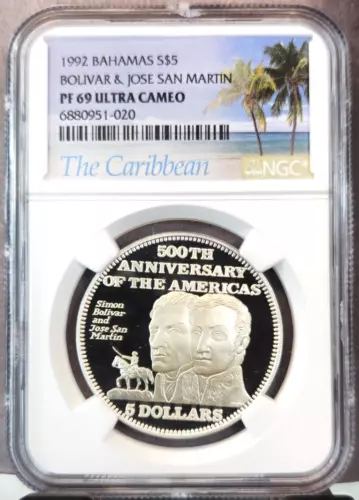 1992 BAHAMAS S$5
BOLIVAR & JOSE SAN MARTIN
PF 69 ULTRA CAMEO
6880951-020
The Caribbean
NGC
500TH
ANNIVERSARY
OF THE AMERICAS
Simon
Bolivar
and
Jose San
Martin
5 DOLLARS